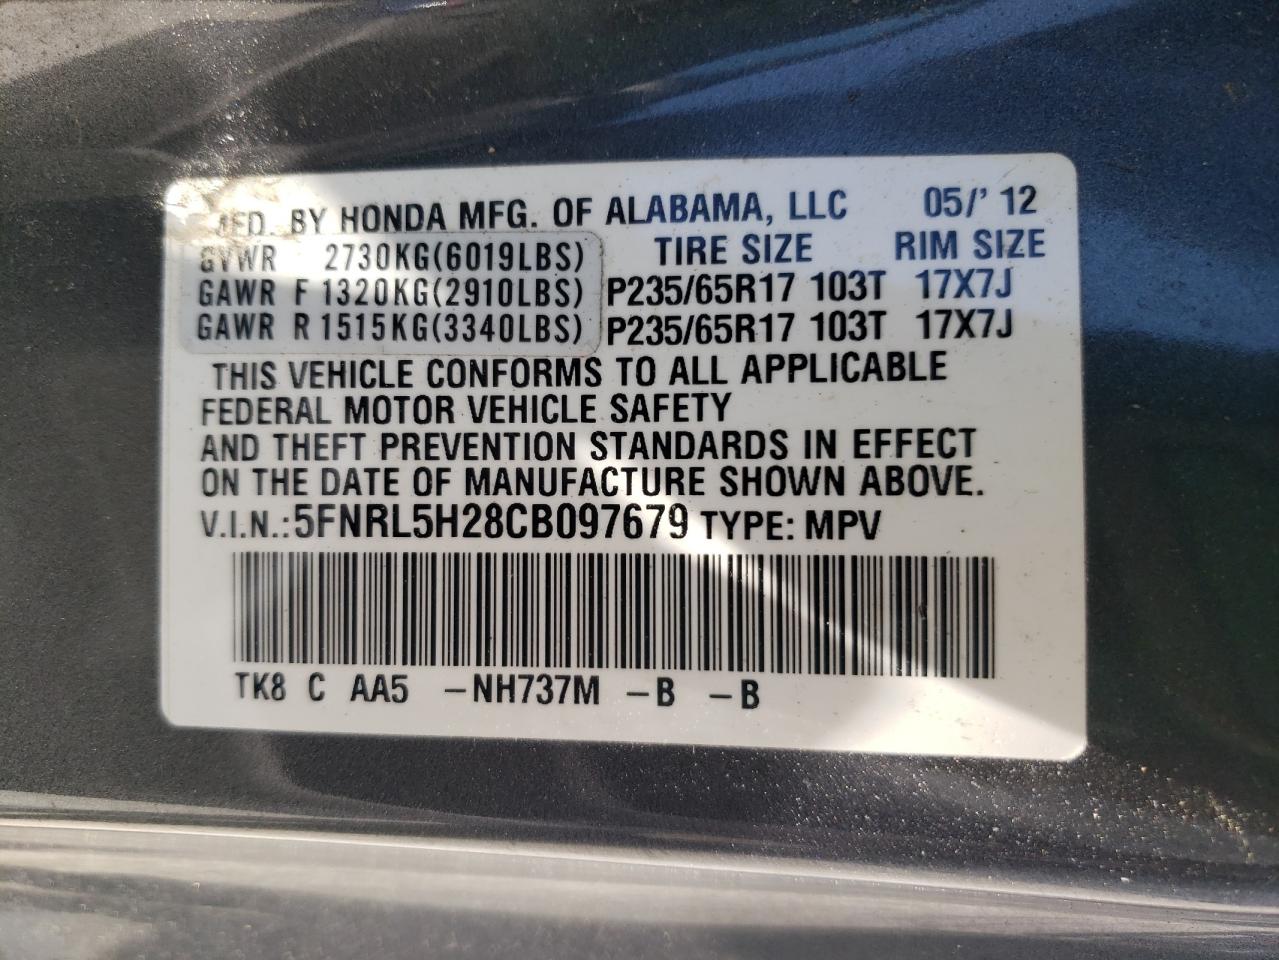 MFD. BY HONDA MFG. OF ALABAMA, LLC 05/' 12
GVWR 2730KG(6019LBS) TIRE SIZE RIM SIZE
GAWR F 1320KG(2910LBS) P235/65R17 103T 17X7J
GAWR R 1515KG(3340LBS) P235/65R17 103T 17X7J
THIS VEHICLE CONFORMS TO ALL APPLICABLE
FEDERAL MOTOR VEHICLE SAFETY
AND THEFT PREVENTION STANDARDS IN EFFECT
ON THE DATE OF MANUFACTURE SHOWN ABOVE.
V.I.N.:5FNRL5H28CB097679 TYPE: MPV
TK8 C AA5 -NH737M -B -B